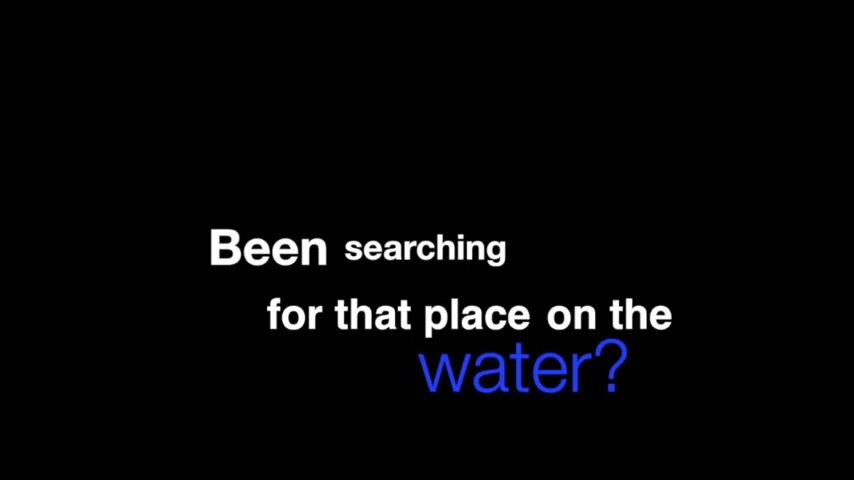 Been searching
for that place on the
water?